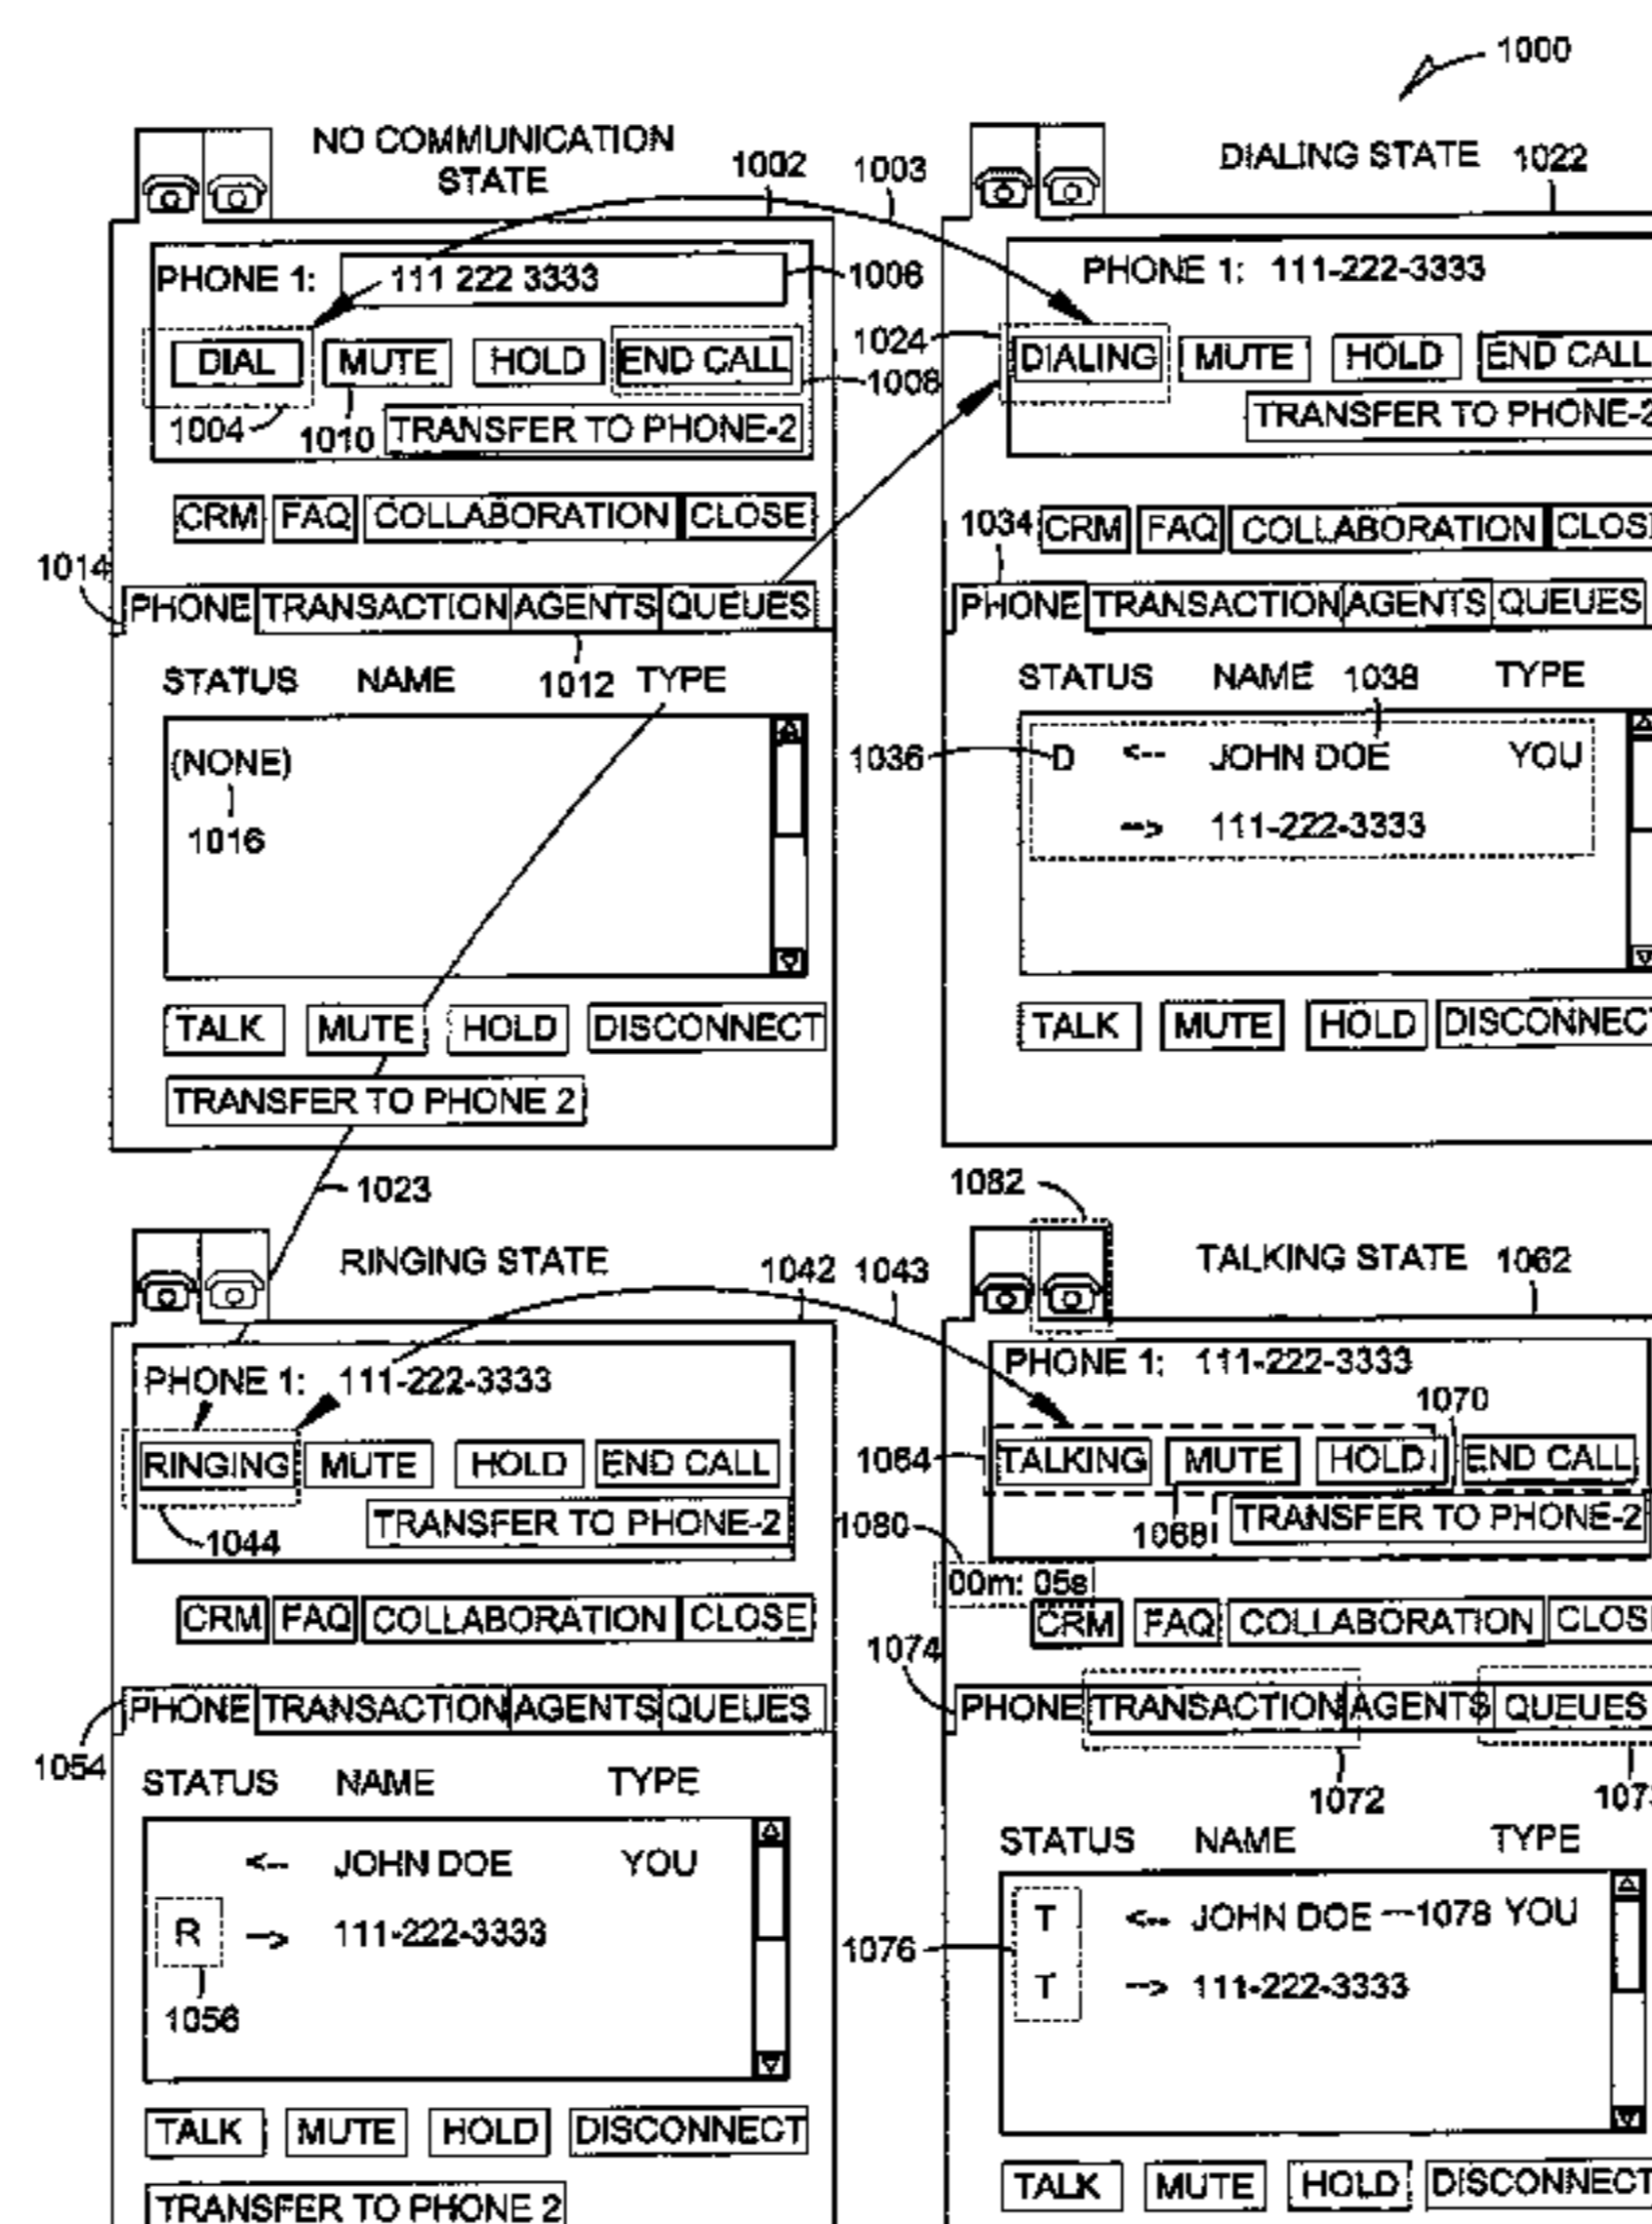 1000
NO COMMUNICATION
STATE
1002
1003
PHONE 1:
111 222 3333
1006
DIAL
MUTE
HOLD
END CALL
1008
1004
1010
TRANSFER TO PHONE-2
CRM
FAQ
COLLABORATION
CLOSE
1014
PHONE
TRANSACTION
AGENTS
QUEUES
STATUS
NAME
1012
TYPE
(NONE)
1016
TALK
MUTE
HOLD
DISCONNECT
TRANSFER TO PHONE 2
1023
DIALING STATE
1022
PHONE 1: 111-222-3333
1024
DIALING
MUTE
HOLD
END CALL
TRANSFER TO PHONE-2
1034
CRM
FAQ
COLLABORATION
CLOS
PHONE
TRANSACTION
AGENTS
QUEUES
STATUS
NAME
1038
TYPE
1036
D <-- JOHN DOE YOU
--> 111-222-3333
TALK
MUTE
HOLD
DISCONNECT
RINGING STATE
1042
1043
PHONE 1: 111-222-3333
RINGING
MUTE
HOLD
END CALL
1044
TRANSFER TO PHONE-2
CRM
FAQ
COLLABORATION
CLOSE
PHONE
TRANSACTION
AGENTS
QUEUES
1054
STATUS
NAME
TYPE
<-- JOHN DOE YOU
R --> 111-222-3333
1056
TALK
MUTE
HOLD
DISCONNECT
TRANSFER TO PHONE 2
1082
TALKING STATE
1062
PHONE 1: 111-222-3333
1070
1064
TALKING
MUTE
HOLD
END CALL
1080
1068
TRANSFER TO PHONE-2
00m: 05s
CRM
FAQ
COLLABORATION
CLOS
1074
PHONE
TRANSACTION
AGENTS
QUEUES
1072
107
STATUS
NAME
TYPE
T <-- JOHN DOE 1078 YOU
1076
T --> 111-222-3333
TALK
MUTE
HOLD
DISCONNECT